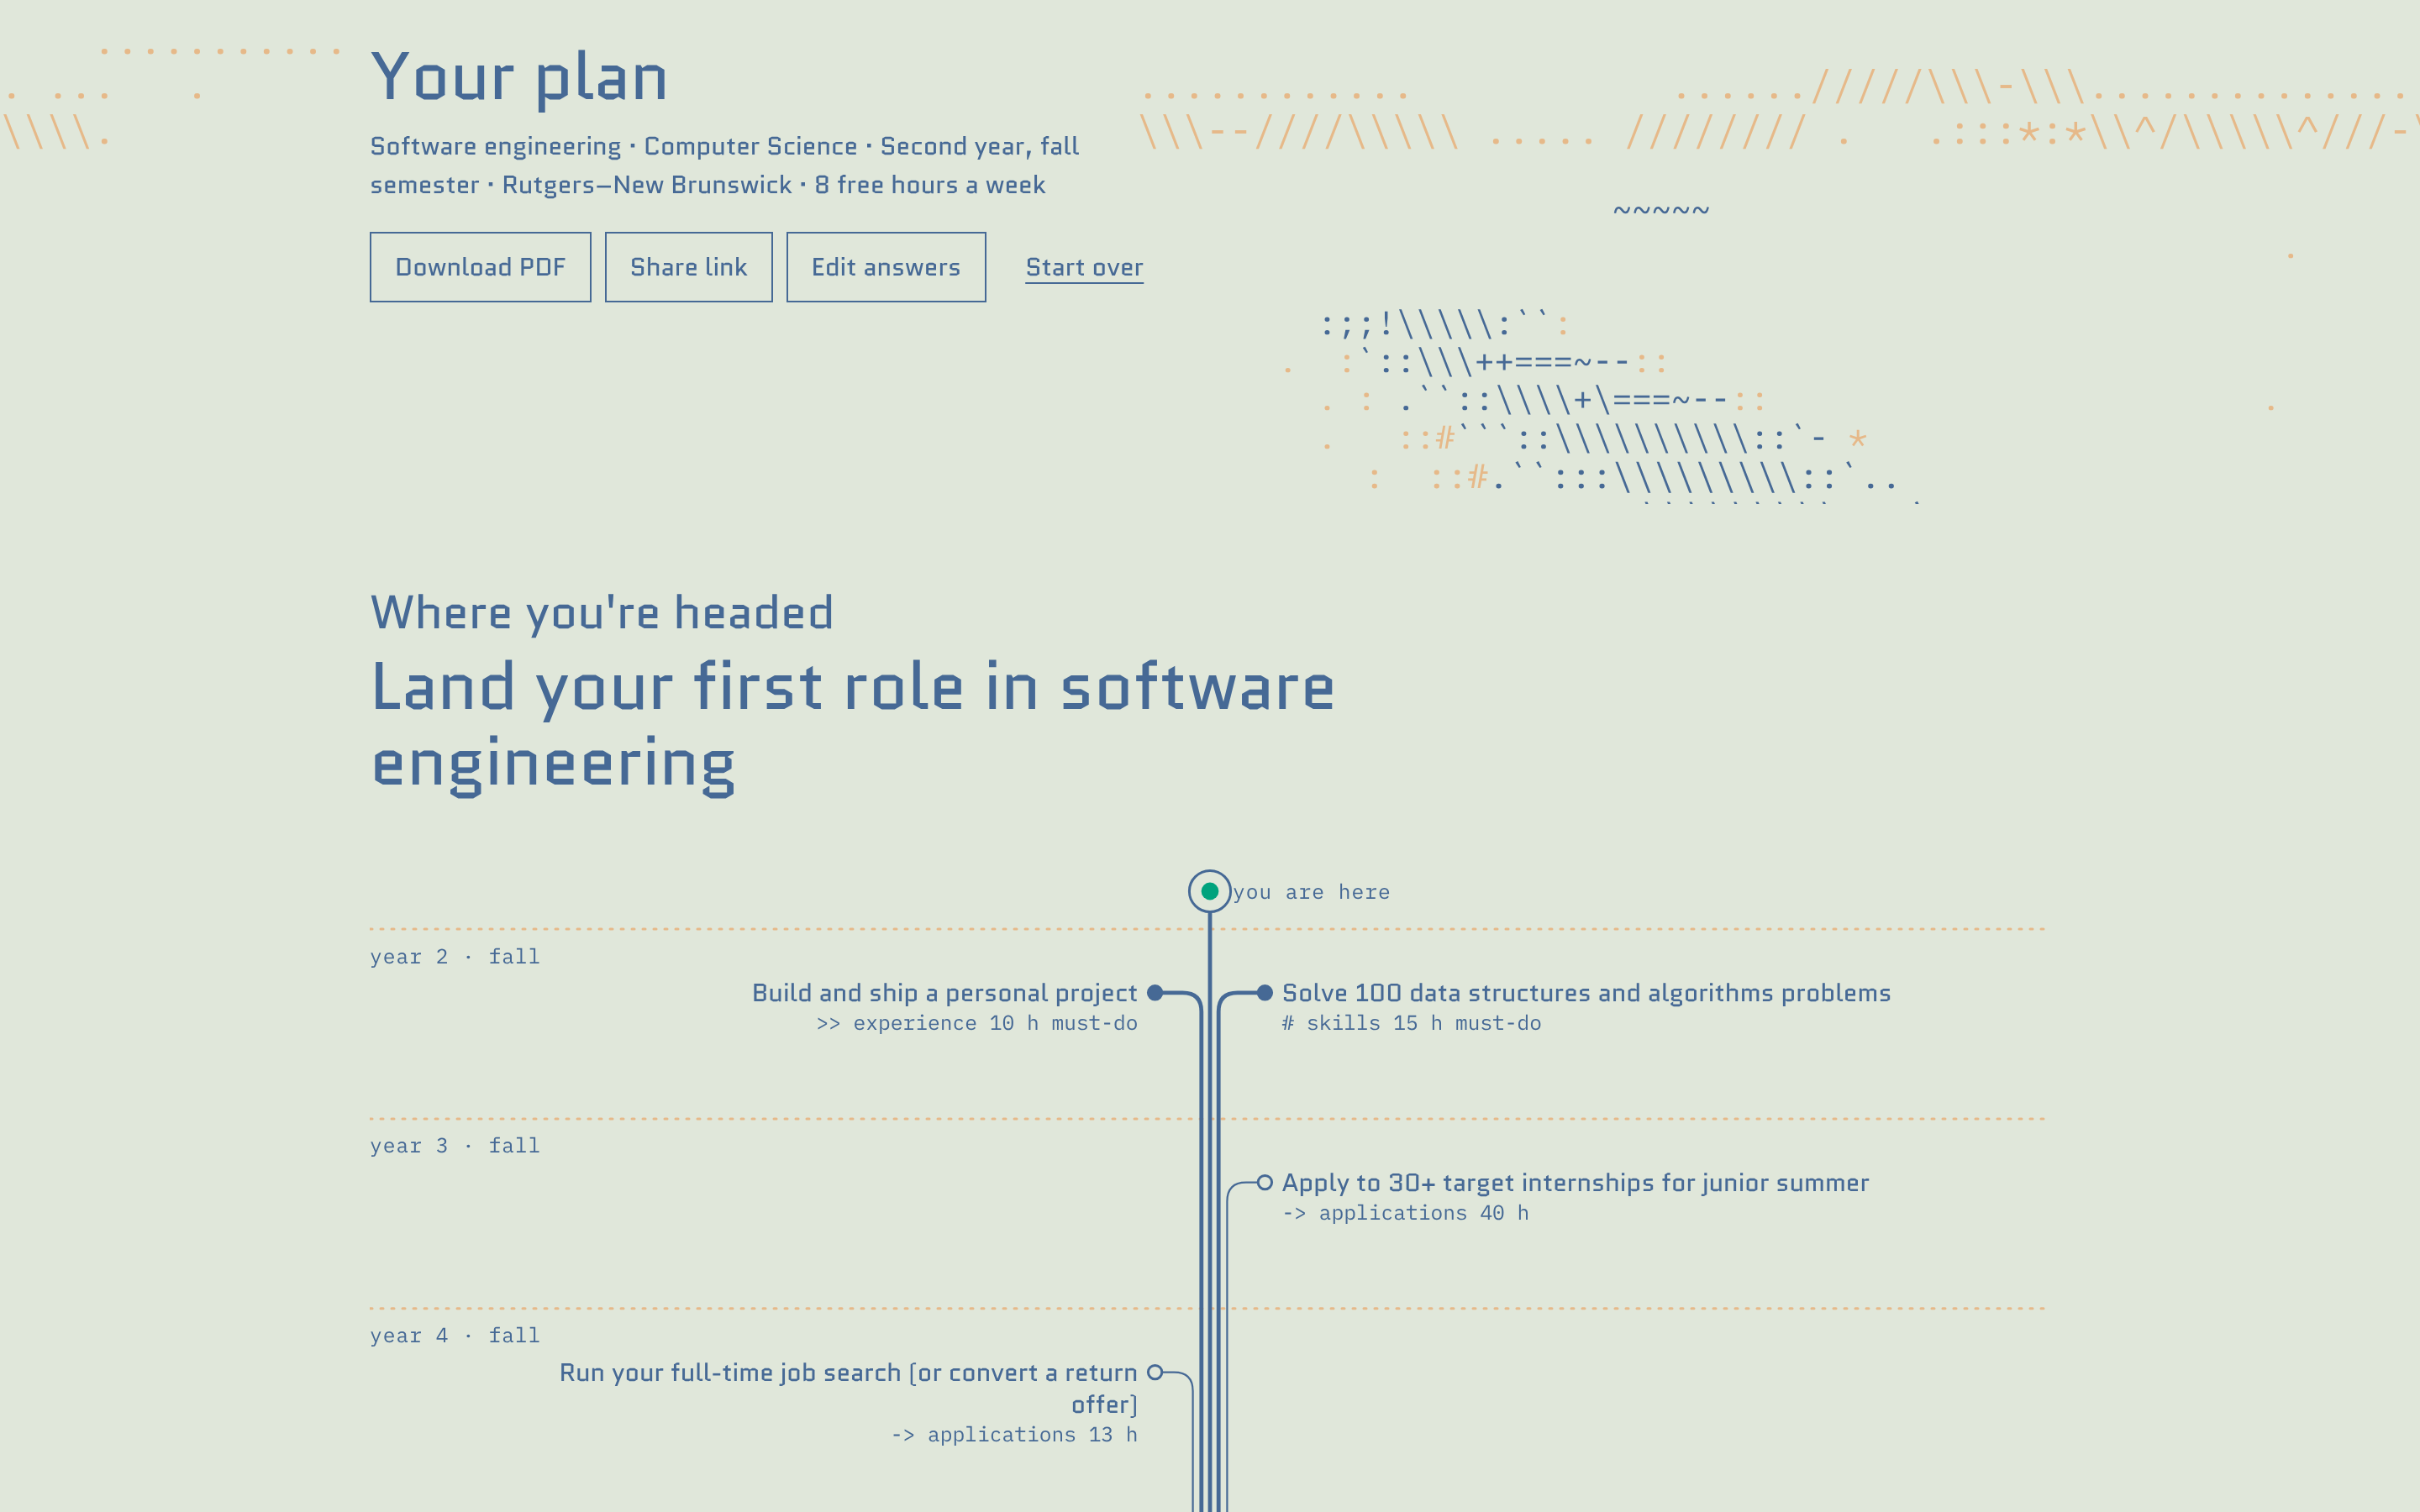 Your plan
Software engineering · Computer Science · Second year, fall
semester · Rutgers—New Brunswick · 8 free hours a week
Download PDF
Share link
Edit answers
Start over
Where you're headed
Land your first role in software
engineering
you are here
year 2 · fall
Build and ship a personal project
>> experience 10 h must-do
Solve 100 data structures and algorithms problems
# skills 15 h must-do
year 3 · fall
Apply to 30+ target internships for junior summer
-> applications 40 h
year 4 · fall
Run your full-time job search (or convert a return
offer)
-> applications 13 h